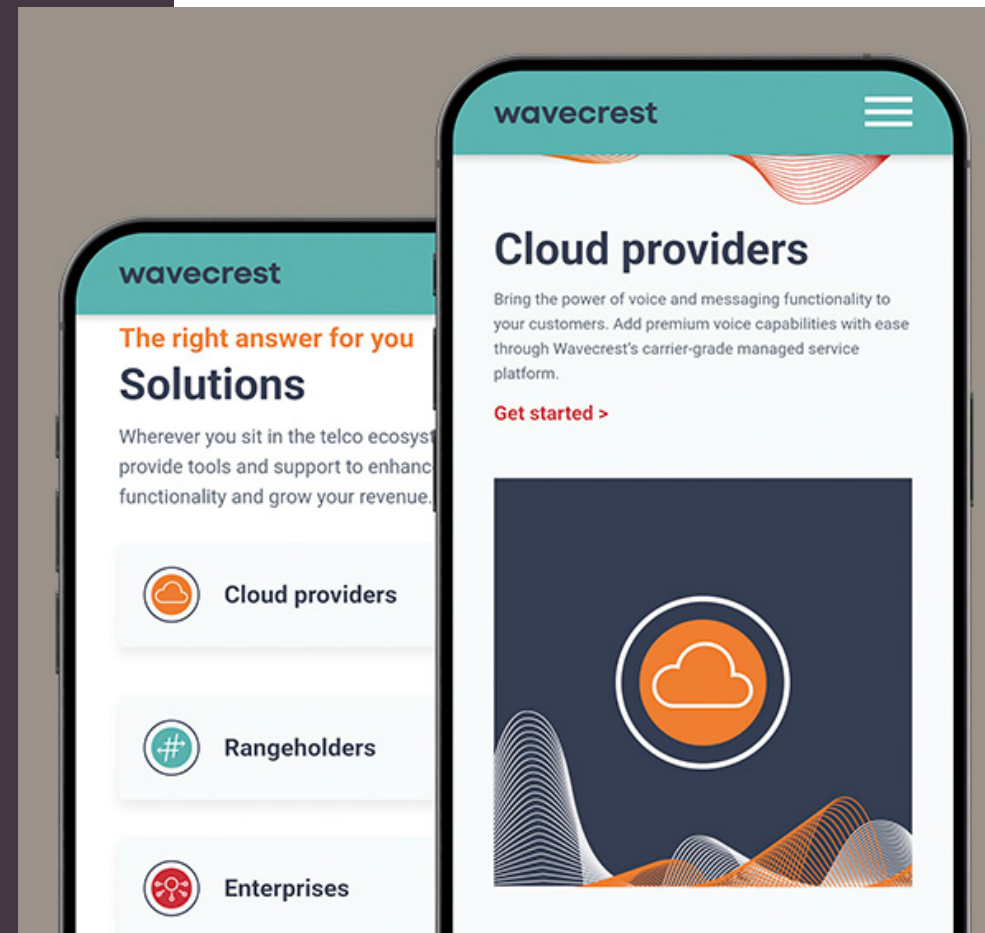 wavecrest
The right answer for you
Solutions
Wherever you sit in the telco
provide tools and support to
functionality and grow your revenue.
Cloud providers
Rangeholders
Enterprises
wavecrest
Cloud providers
Bring the power of voice and messaging functionality to
your customers. Add premium voice capabilities with ease
through Wavecrest's carrier-grade managed service
platform.
Get started >